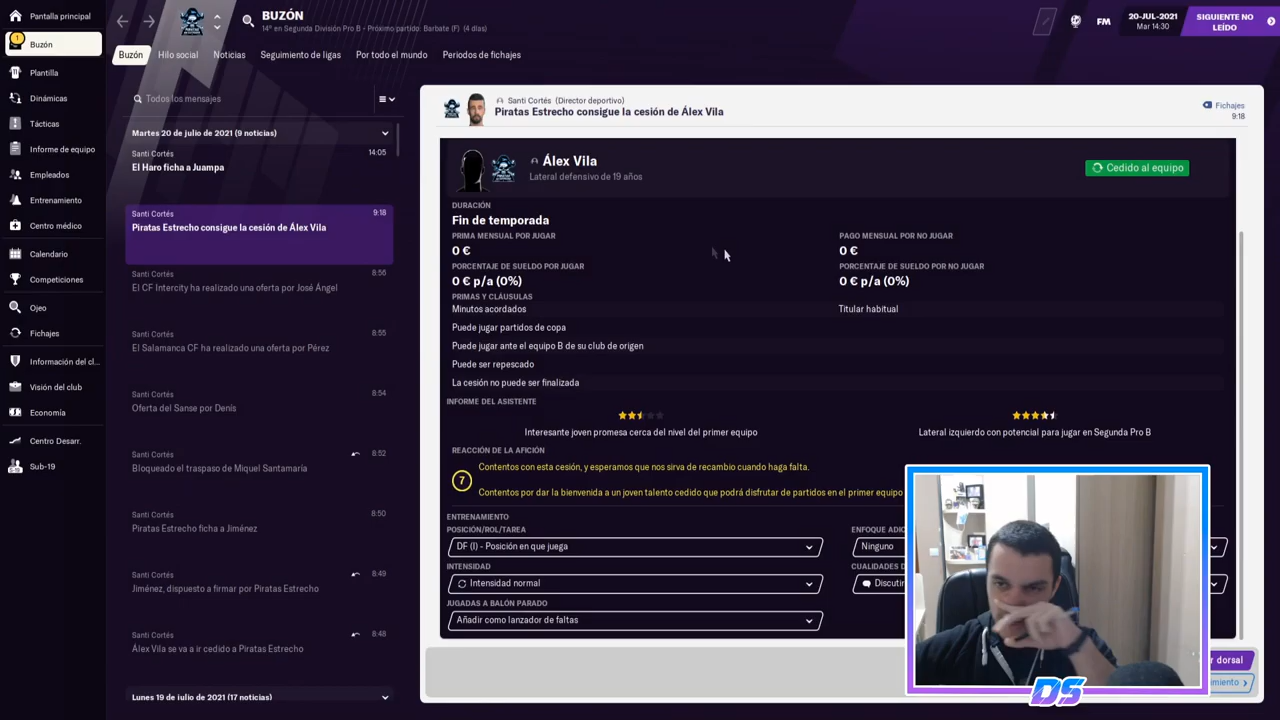 Pantalla principal
1
Buzón
Plantilla
Dinámicas
Tácticas
Informe de equipo
Empleados
Entrenamiento
Centro médico
Calendario
Competiciones
Ojeo
Fichajes
Información del cl...
Visión del club
Economía
Centro Desarr.
Sub-19
BUZÓN
14º en Segunda División Pro B - Próximo partido: Barbate (F) (4 días)
FM
20-JUL-2021
Mar 14:30
SIGUIENTE NO LEÍDO
Buzón
Hilo social
Noticias
Seguimiento de ligas
Por todo el mundo
Periodos de fichajes
Todos los mensajes
Martes 20 de julio de 2021 (9 noticias)
Santi Cortés 14:05
El Haro ficha a Juampa
Santi Cortés 9:18
Piratas Estrecho consigue la cesión de Álex Vila
Santi Cortés 8:56
El CF Intercity ha realizado una oferta por José Ángel
Santi Cortés 8:55
El Salamanca CF ha realizado una oferta por Pérez
Santi Cortés 8:54
Oferta del Sanse por Denís
Santi Cortés 8:52
Bloqueado el traspaso de Miquel Santamaría
Santi Cortés 8:50
Piratas Estrecho ficha a Jiménez
Santi Cortés 8:49
Jiménez, dispuesto a firmar por Piratas Estrecho
Santi Cortés 8:48
Álex Vila se va a ir cedido a Piratas Estrecho
Lunes 19 de julio de 2021 (17 noticias)
Santi Cortés (Director deportivo)
Piratas Estrecho consigue la cesión de Álex Vila
Fichajes
9:18
Álex Vila
Lateral defensivo de 19 años
Cedido al equipo
DURACIÓN
Fin de temporada
PRIMA MENSUAL POR JUGAR PAGO MENSUAL POR NO JUGAR
0 € 0 €
PORCENTAJE DE SUELDO POR JUGAR PORCENTAJE DE SUELDO POR NO JUGAR
0 € p/a (0%) 0 € p/a (0%)
PRIMAS Y CLÁUSULAS
Minutos acordados Titular habitual
Puede jugar partidos de copa
Puede jugar ante el equipo B de su club de origen
Puede ser repescado
La cesión no puede ser finalizada
INFORME DEL ASISTENTE
Interesante joven promesa cerca del nivel del primer equipo Lateral izquierdo con potencial para jugar en Segunda Pro B
REACCIÓN DE LA AFICIÓN
7
Contentos con esta cesión, y esperamos que nos sirva de recambio cuando haga falta.
Contentos por dar la bienvenida a un joven talento cedido que podrá disfrutar de partidos en el primer equipo
ENTRENAMIENTO
POSICIÓN/ROL/TAREA ENFOQUE ADIC
DF (I) - Posición en que juega Ninguno
INTENSIDAD CUALIDADES D
Intensidad normal Discutir
JUGADAS A BALÓN PARADO
Añadir como lanzador de faltas
r dorsal
imiento
DS